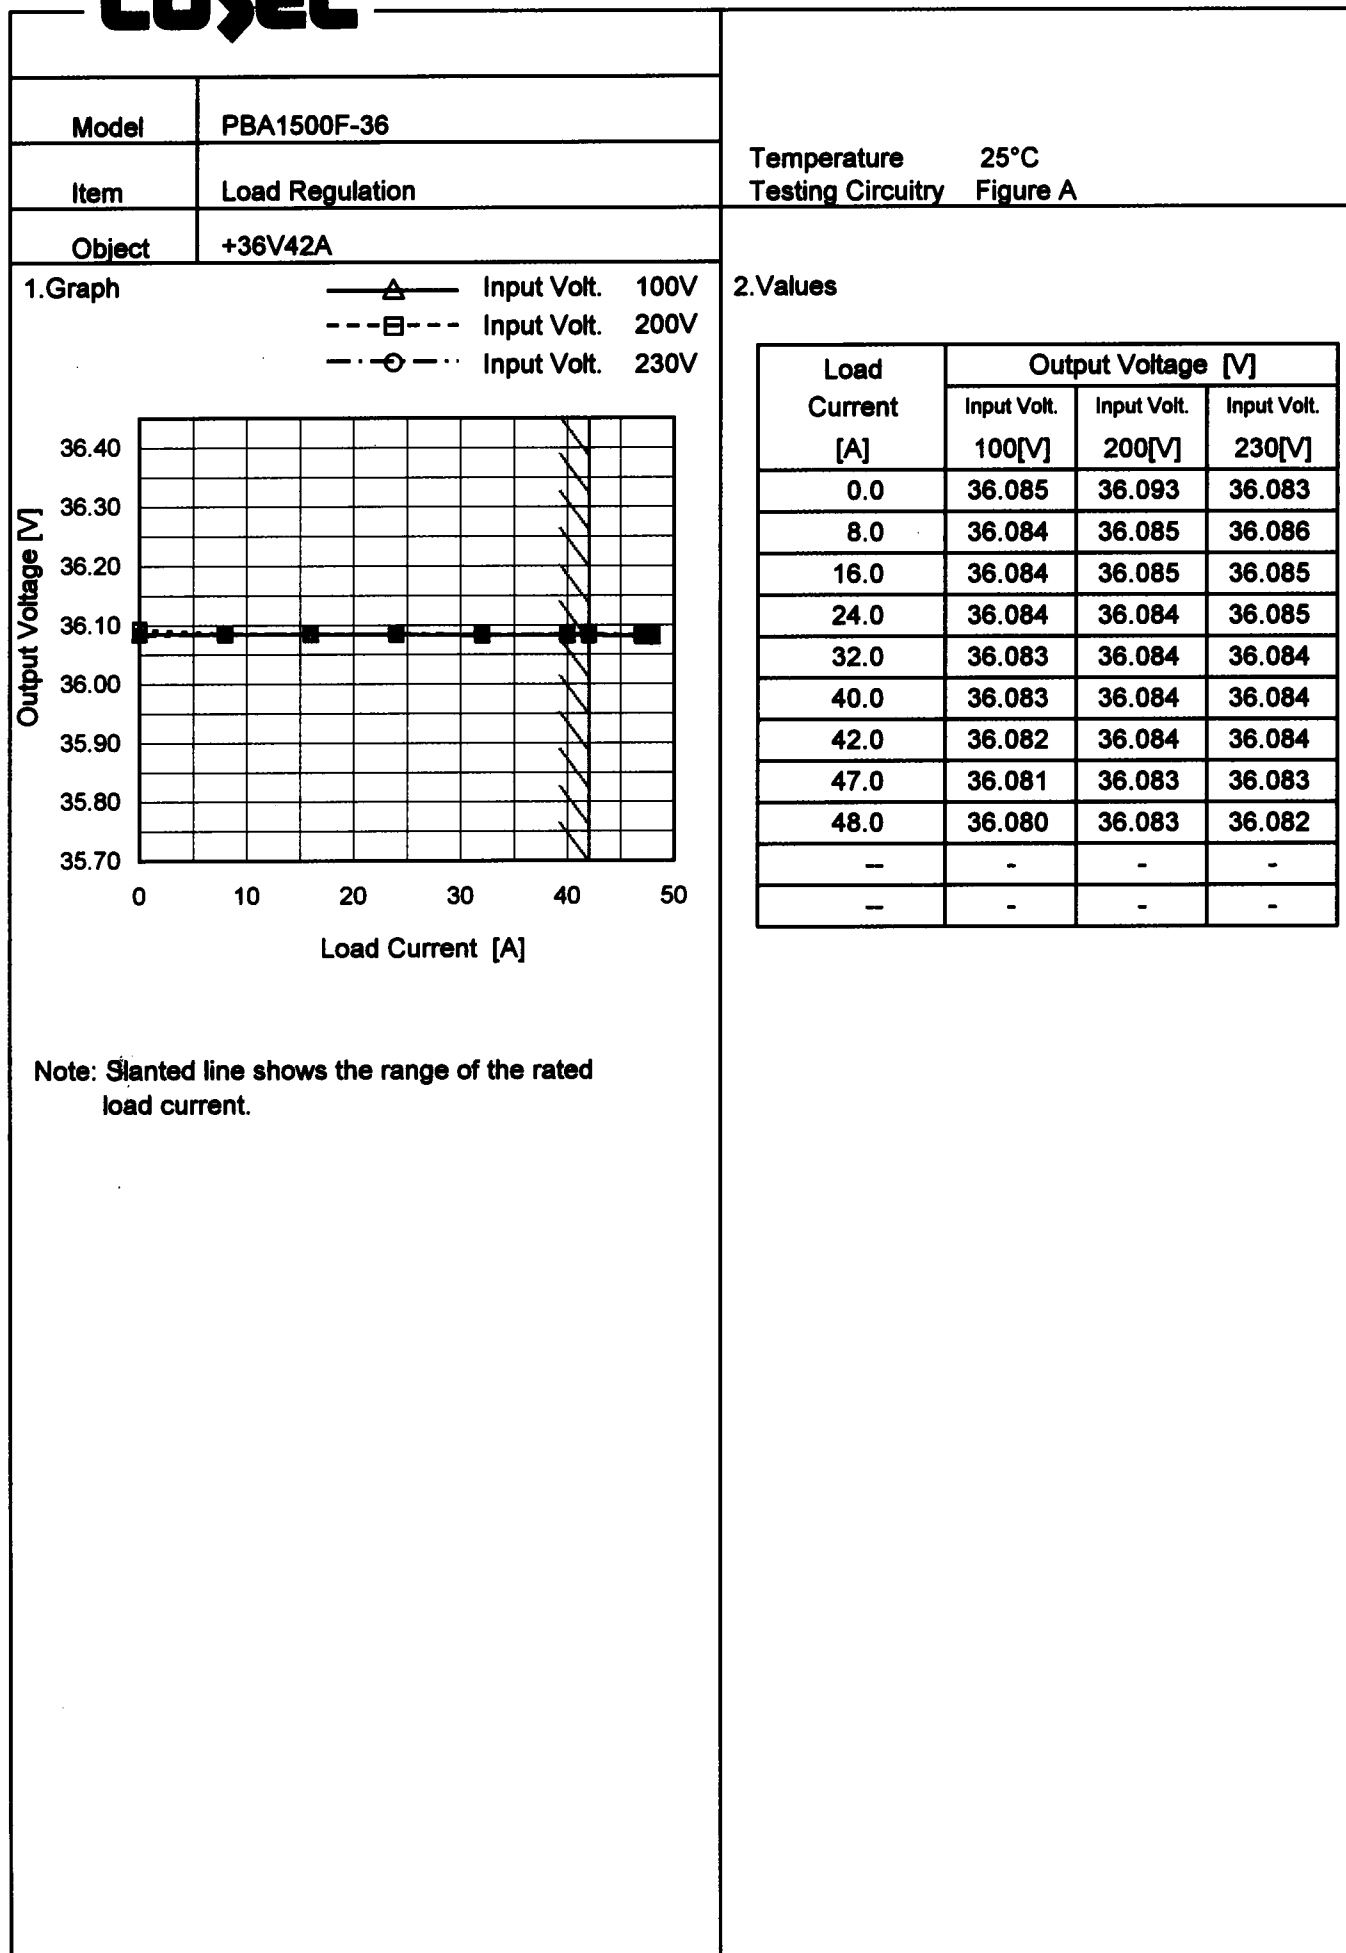 COSEL
Model PBA1500F-36
Item Load Regulation
Object +36V42A
Temperature 25°C
Testing Circuitry Figure A
1.Graph
Input Volt. 100V
Input Volt. 200V
Input Volt. 230V
Output Voltage [V]
36.40
36.30
36.20
36.10
36.00
35.90
35.80
35.70
0 10 20 30 40 50
Load Current [A]
Note: Slanted line shows the range of the rated
load current.
2.Values
Load Output Voltage [V]
Current Input Volt. Input Volt. Input Volt.
[A] 100[V] 200[V] 230[V]
0.0 36.085 36.093 36.083
8.0 36.084 36.085 36.086
16.0 36.084 36.085 36.085
24.0 36.084 36.084 36.085
32.0 36.083 36.084 36.084
40.0 36.083 36.084 36.084
42.0 36.082 36.084 36.084
47.0 36.081 36.083 36.083
48.0 36.080 36.083 36.082
-- - - -
-- - - -